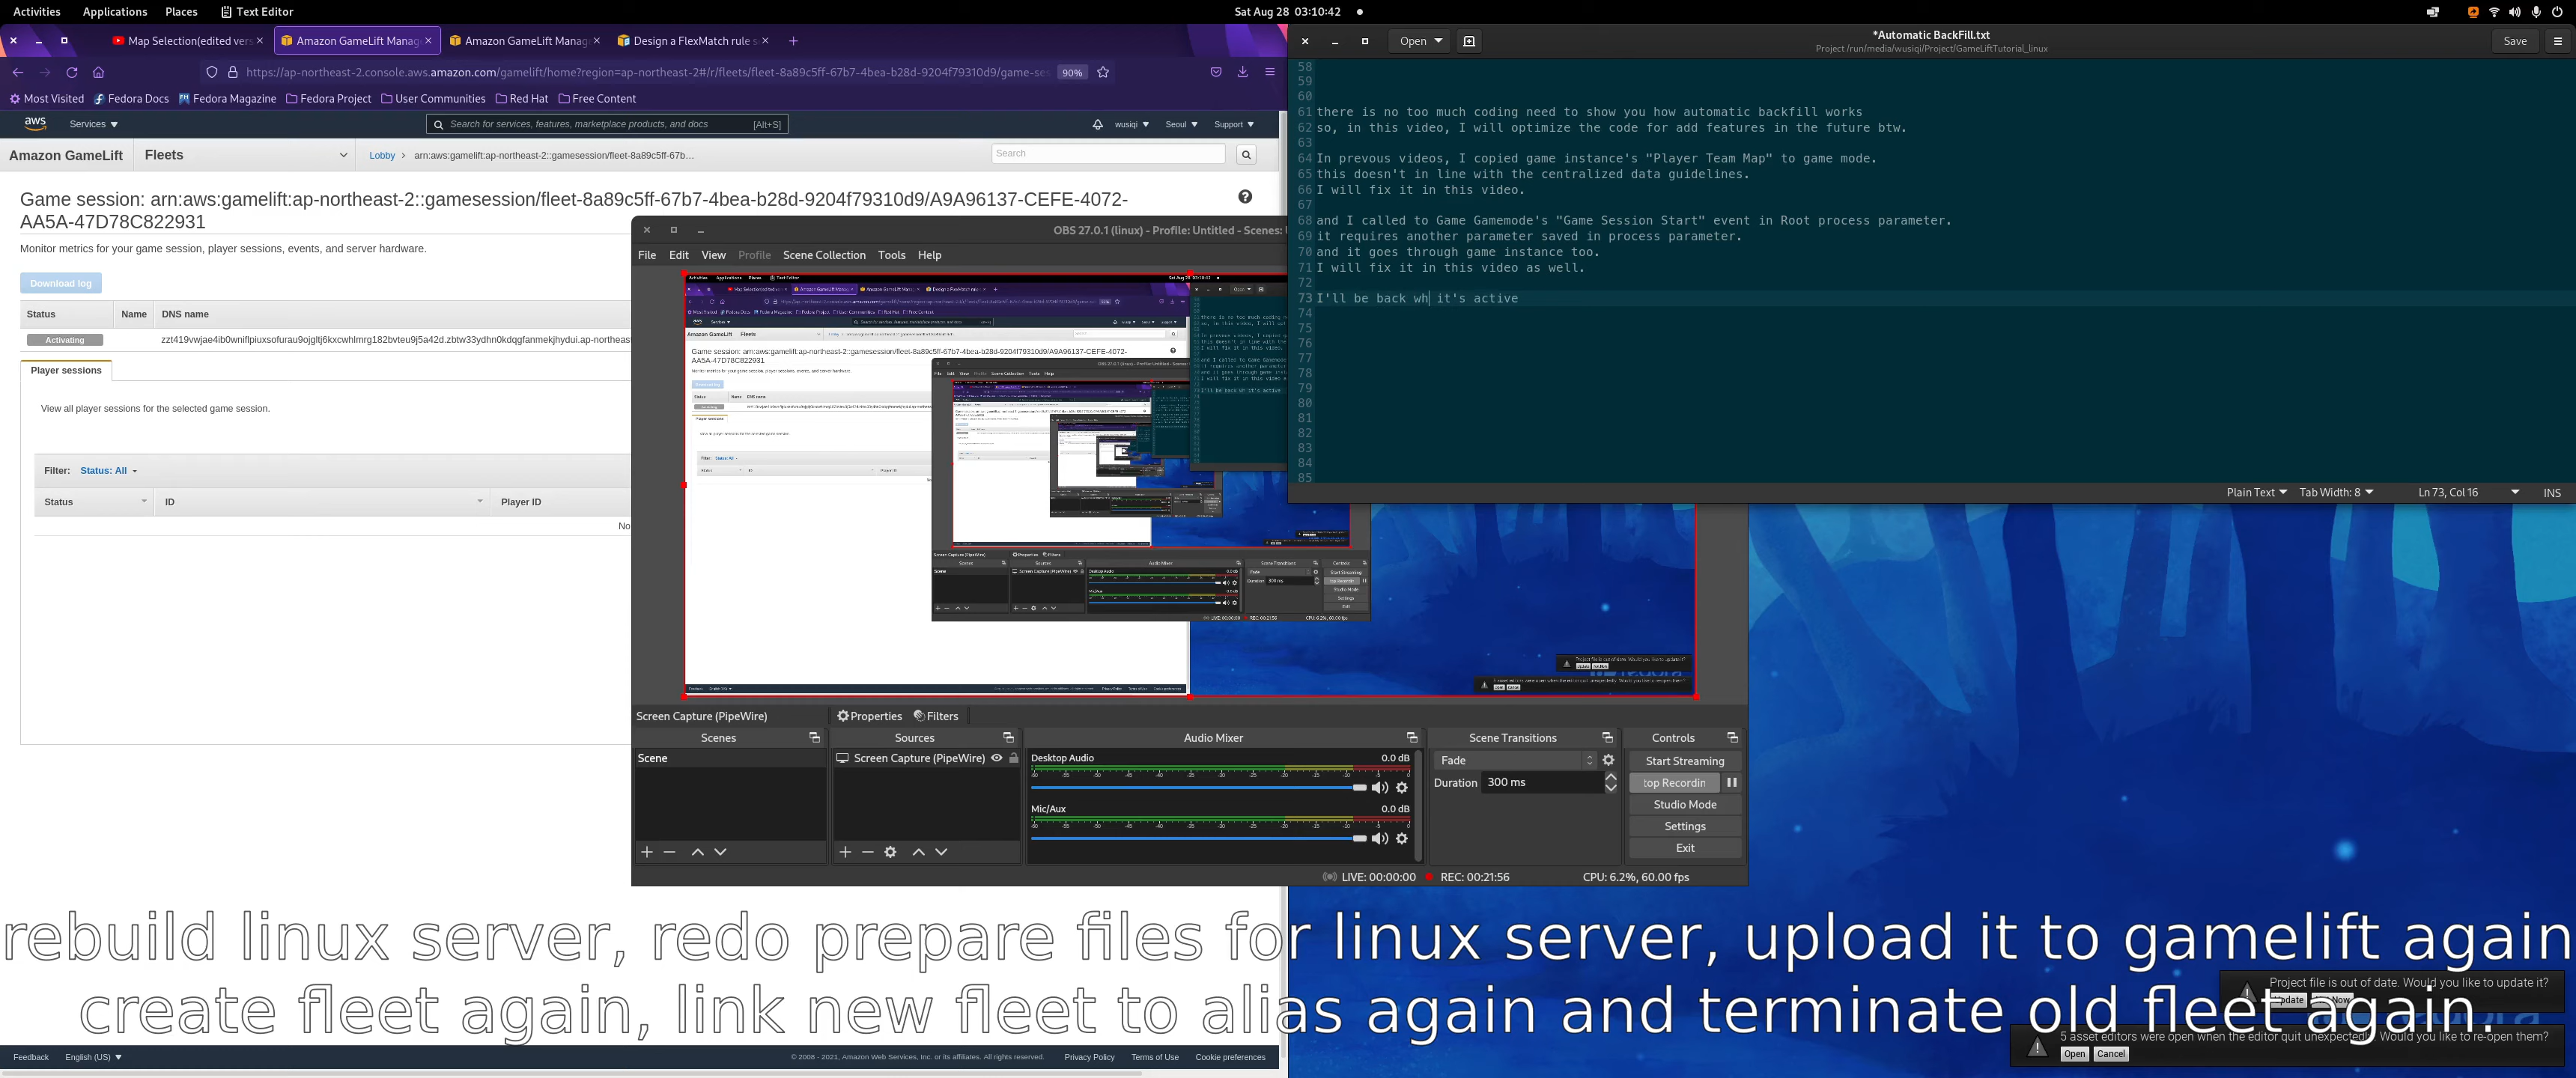 Activities Applications Places Text Editor Sat Aug 28 03:10:42
Map Selection(edited vers Amazon GameLift Manag Amazon GameLift Manag Design a FlexMatch rule s
https://ap-northeast-2.console.aws.amazon.com/gamelift/home?region=ap-northeast-2#/r/fleets/fleet-8a89c5ff-67b7-4bea-b28d-9204f79310d9/game-ses 90%
Most Visited Fedora Docs Fedora Magazine Fedora Project User Communities Red Hat Free Content
aws Services Search for services, features, marketplace products, and docs [Alt+S] wusiqi Seoul Support
Amazon GameLift Fleets Lobby arn:aws:gamelift:ap-northeast-2::gamesession/fleet-8a89c5ff-67b... Search
Game session: arn:aws:gamelift:ap-northeast-2::gamesession/fleet-8a89c5ff-67b7-4bea-b28d-9204f79310d9/A9A96137-CEFE-4072-
AA5A-47D78C822931
Monitor metrics for your game session, player sessions, events, and server hardware.
Download log
Status Name DNS name
Activating
Player sessions
View all player sessions for the selected game session.
Filter: Status: All
Status ID Player ID
No
Feedback English (US) © 2008 - 2021, Amazon Web Services, Inc. or its affiliates. All rights reserved. Privacy Policy Terms of Use Cookie preferences
Open *Automatic BackFill.txt Save
Project /run/media/wusiqi/Project/GameLiftTutorial_linux
58
59
60
61 there is no too much coding need to show you how automatic backfill works
62 so, in this video, I will optimize the code for add features in the future btw.
63
64 In prevous videos, I copied game instance's "Player Team Map" to game mode.
65 this doesn't in line with the centralized data guidelines.
66 I will fix it in this video.
67
68 and I called to Game Gamemode's "Game Session Start" event in Root process parameter.
69 it requires another parameter saved in process parameter.
70 and it goes through game instance too.
71 I will fix it in this video as well.
72
73 I'll be back wh it's active
74
75
76
77
78
79
80
81
82
83
84
85
Plain Text Tab Width: 8 Ln 73, Col 16 INS
OBS 27.0.1 (linux) - Profile: Untitled - Scenes: U
File Edit View Profile Scene Collection Tools Help
Screen Capture (PipeWire) Properties Filters
Scenes Sources Audio Mixer Scene Transitions Controls
Scene Screen Capture (PipeWire) Desktop Audio 0.0 dB Fade Start Streaming
Duration 300 ms top Recordin
Mic/Aux 0.0 dB Studio Mode
Settings
Exit
LIVE: 00:00:00 REC: 00:21:56 CPU: 6.2%, 60.00 fps
rebuild linux server, redo prepare files for linux server, upload it to gamelift again
create fleet again, link new fleet to alias again and terminate old fleet again.
Project file is out of date. Would you like to update it?
Update Not Now
5 asset editors were open when the editor quit unexpectedly. Would you like to re-open them?
Open Cancel